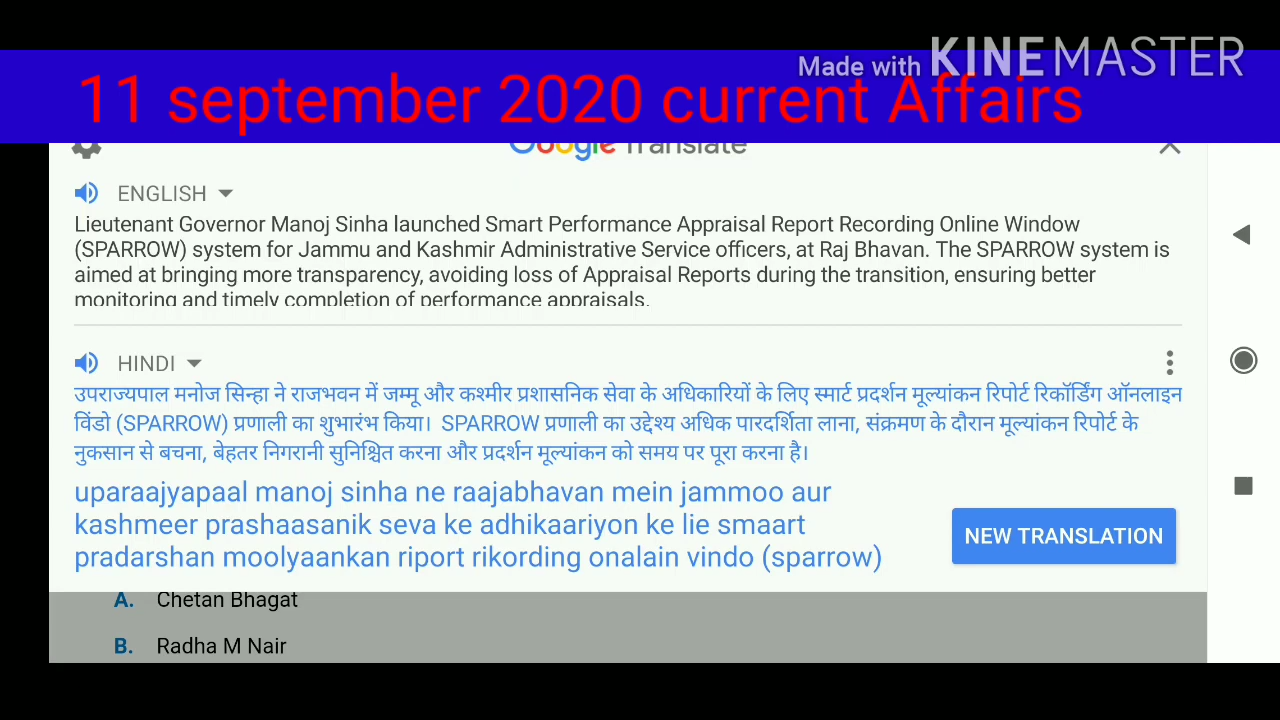 Made with KINEMASTER
11 september 2020 current Affairs
Google Translate
ENGLISH
Lieutenant Governor Manoj Sinha launched Smart Performance Appraisal Report Recording Online Window
(SPARROW) system for Jammu and Kashmir Administrative Service officers, at Raj Bhavan. The SPARROW system is
aimed at bringing more transparency, avoiding loss of Appraisal Reports during the transition, ensuring better
monitoring and timely completion of performance appraisals.
HINDI
उपराज्यपाल मनोज सिन्हा ने राजभवन में जम्मू और कश्मीर प्रशासनिक सेवा के अधिकारियों के लिए स्मार्ट प्रदर्शन मूल्यांकन रिपोर्ट रिकॉर्डिंग ऑनलाइन
विंडो (SPARROW) प्रणाली का शुभारंभ किया। SPARROW प्रणाली का उद्देश्य अधिक पारदर्शिता लाना, संक्रमण के दौरान मूल्यांकन रिपोर्ट के
नुकसान से बचना, बेहतर निगरानी सुनिश्चित करना और प्रदर्शन मूल्यांकन को समय पर पूरा करना है।
uparaajyapaal manoj sinha ne raajabhavan mein jammoo aur
kashmeer prashaasanik seva ke adhikaariyon ke lie smaart
pradarshan moolyaankan riport rikording onalain vindo (sparrow)
NEW TRANSLATION
A. Chetan Bhagat
B. Radha M Nair